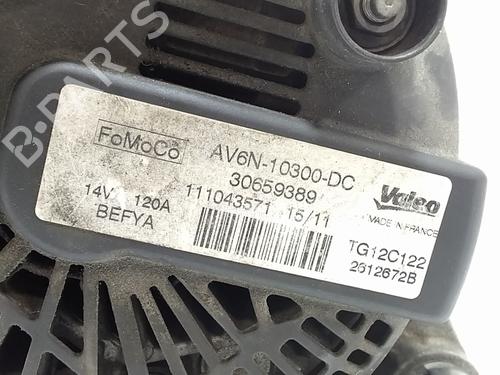 B-PARTS
FoMoCo
AV6N-10300-DC
30659389
14V 120A
111043571 15/11
BEFYA
Valeo
MADE IN FRANCE
TG12C122
2612672B